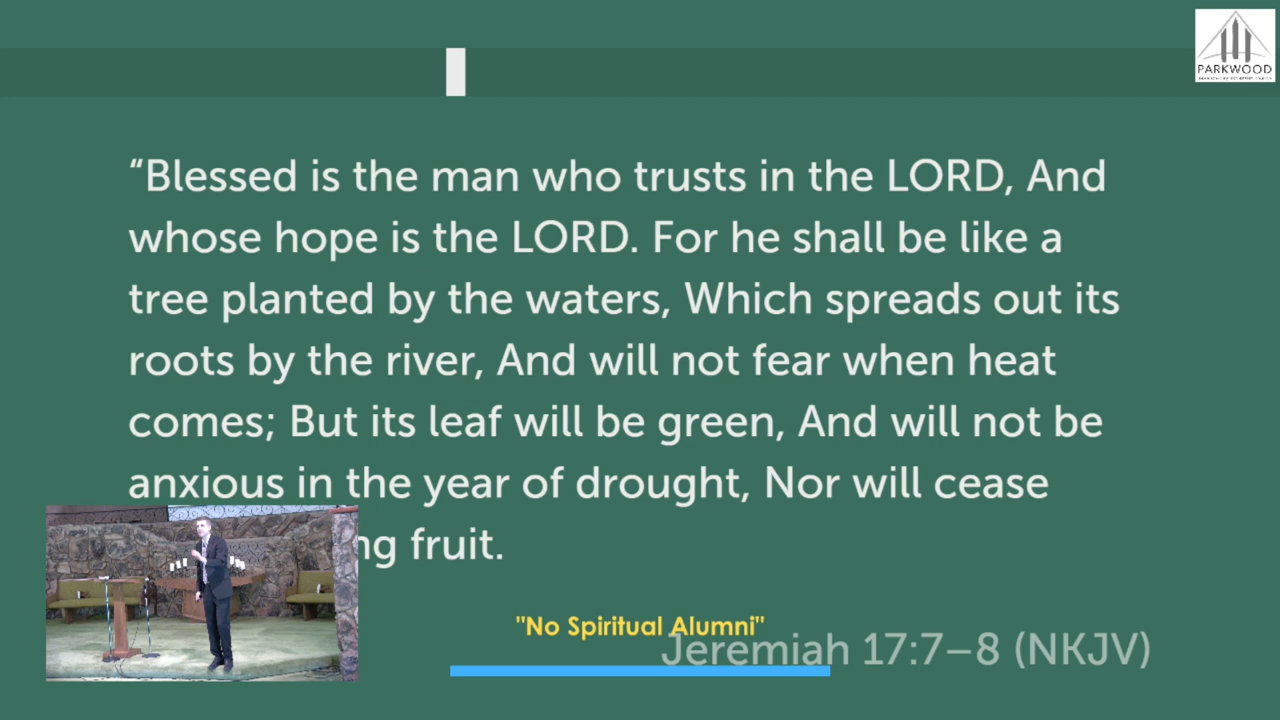 PARKWOOD
“Blessed is the man who trusts in the LORD, And
whose hope is the LORD. For he shall be like a
tree planted by the waters, Which spreads out its
roots by the river, And will not fear when heat
comes; But its leaf will be green, And will not be
anxious in the year of drought, Nor will cease
ng fruit.
"No Spiritual Alumni"
Jeremiah 17:7–8 (NKJV)